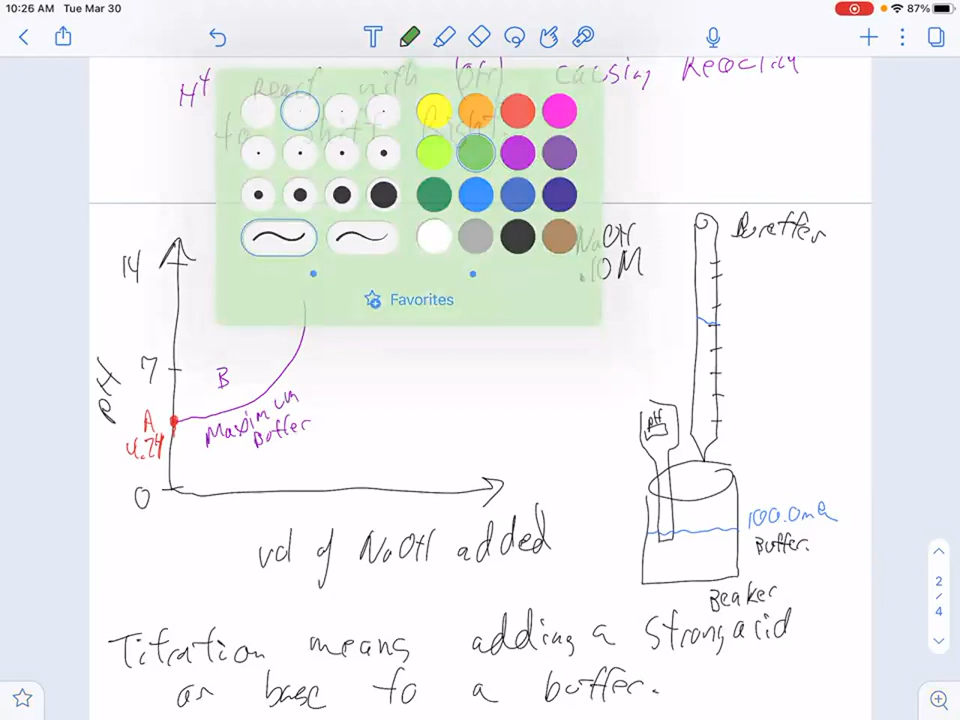 10:26 AM Tue Mar 30
87%
T
H+ react with (OH) causing Reaction
to shift Right.
Favorites
NaOH
.10M
Buretter
14
7
pH
B
A
4.74
Maximum
Buffer
0
pH
100.0mL
Buffer.
Beaker
vol of NaOH added
2
/
4
Titration means adding a strong acid
or base to a buffer.